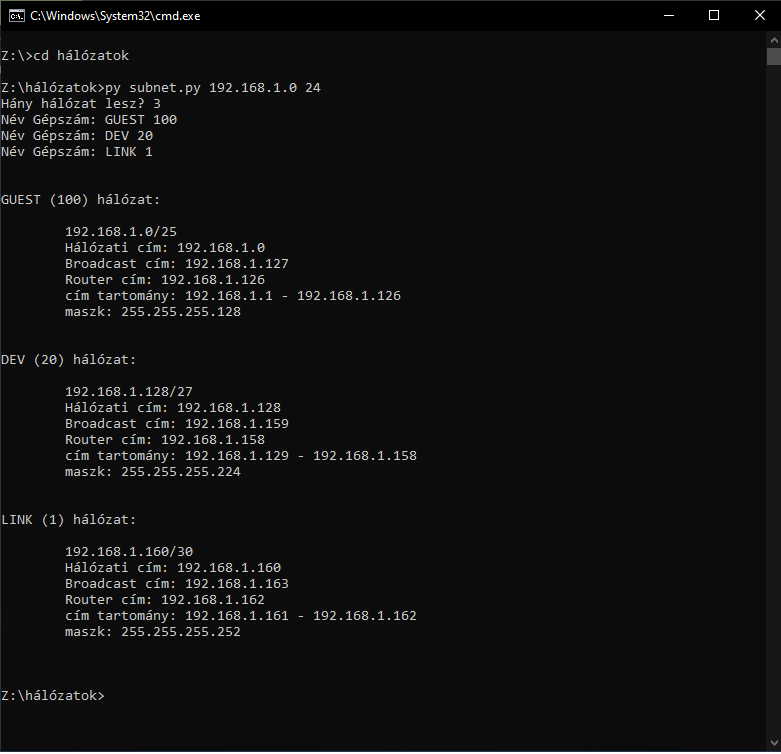 C:\Windows\System32\cmd.exe
Z:\>cd hálózatok
Z:\hálózatok>py subnet.py 192.168.1.0 24
Hány hálózat lesz? 3
Név Gépszám: GUEST 100
Név Gépszám: DEV 20
Név Gépszám: LINK 1
GUEST (100) hálózat:
192.168.1.0/25
Hálózati cím: 192.168.1.0
Broadcast cím: 192.168.1.127
Router cím: 192.168.1.126
cím tartomány: 192.168.1.1 - 192.168.1.126
maszk: 255.255.255.128
DEV (20) hálózat:
192.168.1.128/27
Hálózati cím: 192.168.1.128
Broadcast cím: 192.168.1.159
Router cím: 192.168.1.158
cím tartomány: 192.168.1.129 - 192.168.1.158
maszk: 255.255.255.224
LINK (1) hálózat:
192.168.1.160/30
Hálózati cím: 192.168.1.160
Broadcast cím: 192.168.1.163
Router cím: 192.168.1.162
cím tartomány: 192.168.1.161 - 192.168.1.162
maszk: 255.255.255.252
Z:\hálózatok>